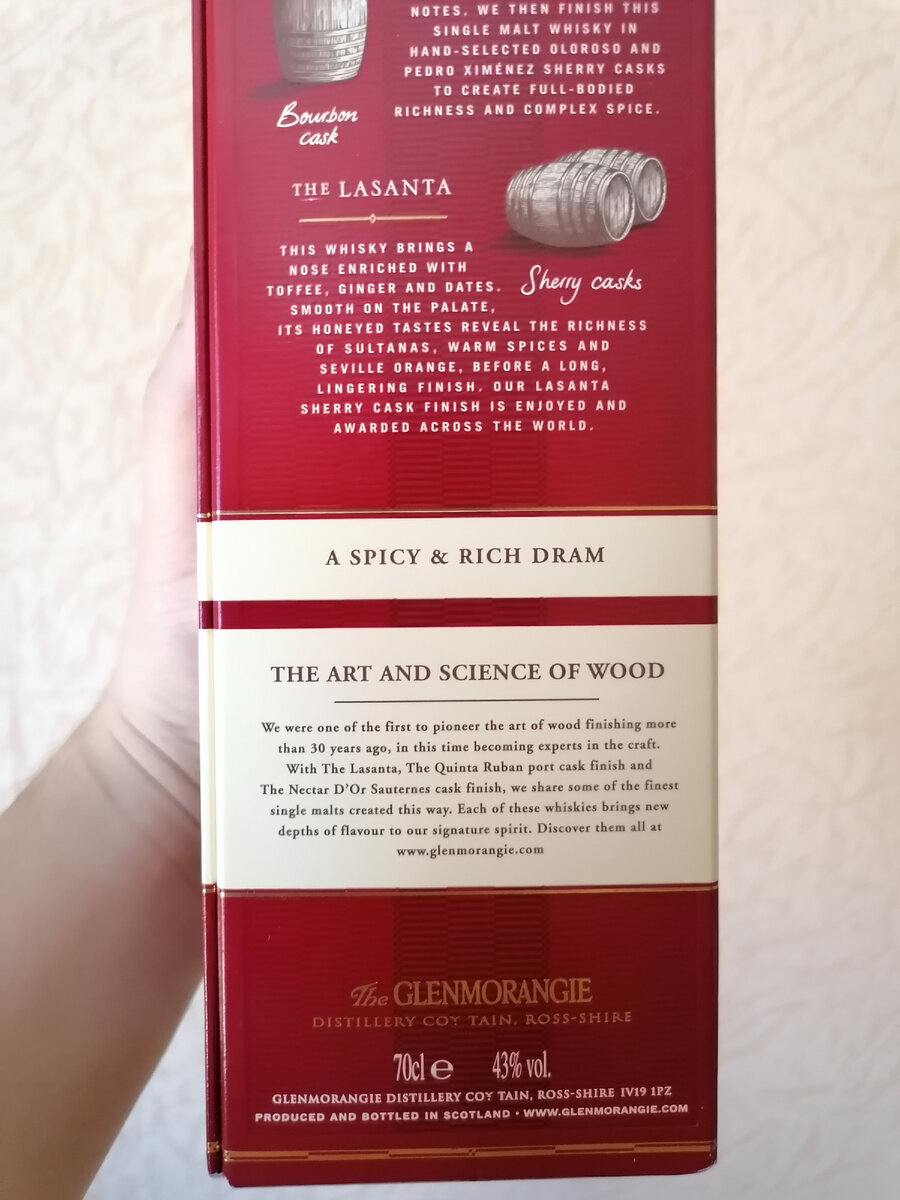 NOTES. WE THEN FINISH THIS
SINGLE MALT WHISKY IN
HAND-SELECTED OLOROSO AND
PEDRO XIMÉNEZ SHERRY CASKS
TO CREATE FULL-BODIED
RICHNESS AND COMPLEX SPICE.
Bourbon
cask
THE LASANTA
THIS WHISKY BRINGS A
NOSE ENRICHED WITH
TOFFEE, GINGER AND DATES.
SMOOTH ON THE PALATE,
ITS HONEYED TASTES REVEAL THE RICHNESS
OF SULTANAS, WARM SPICES AND
SEVILLE ORANGE, BEFORE A LONG,
LINGERING FINISH. OUR LASANTA
SHERRY CASK FINISH IS ENJOYED AND
AWARDED ACROSS THE WORLD.
Sherry casks
A SPICY & RICH DRAM
THE ART AND SCIENCE OF WOOD
We were one of the first to pioneer the art of wood finishing more
than 30 years ago, in this time becoming experts in the craft.
With The Lasanta, The Quinta Ruban port cask finish and
The Nectar D'Or Sauternes cask finish, we share some of the finest
single malts created this way. Each of these whiskies brings new
depths of flavour to our signature spirit. Discover them all at
www.glenmorangie.com
The GLENMORANGIE
DISTILLERY COY TAIN, ROSS-SHIRE
70cl e 43% vol.
GLENMORANGIE DISTILLERY COY TAIN, ROSS-SHIRE IV19 1PZ
PRODUCED AND BOTTLED IN SCOTLAND • WWW.GLENMORANGIE.COM